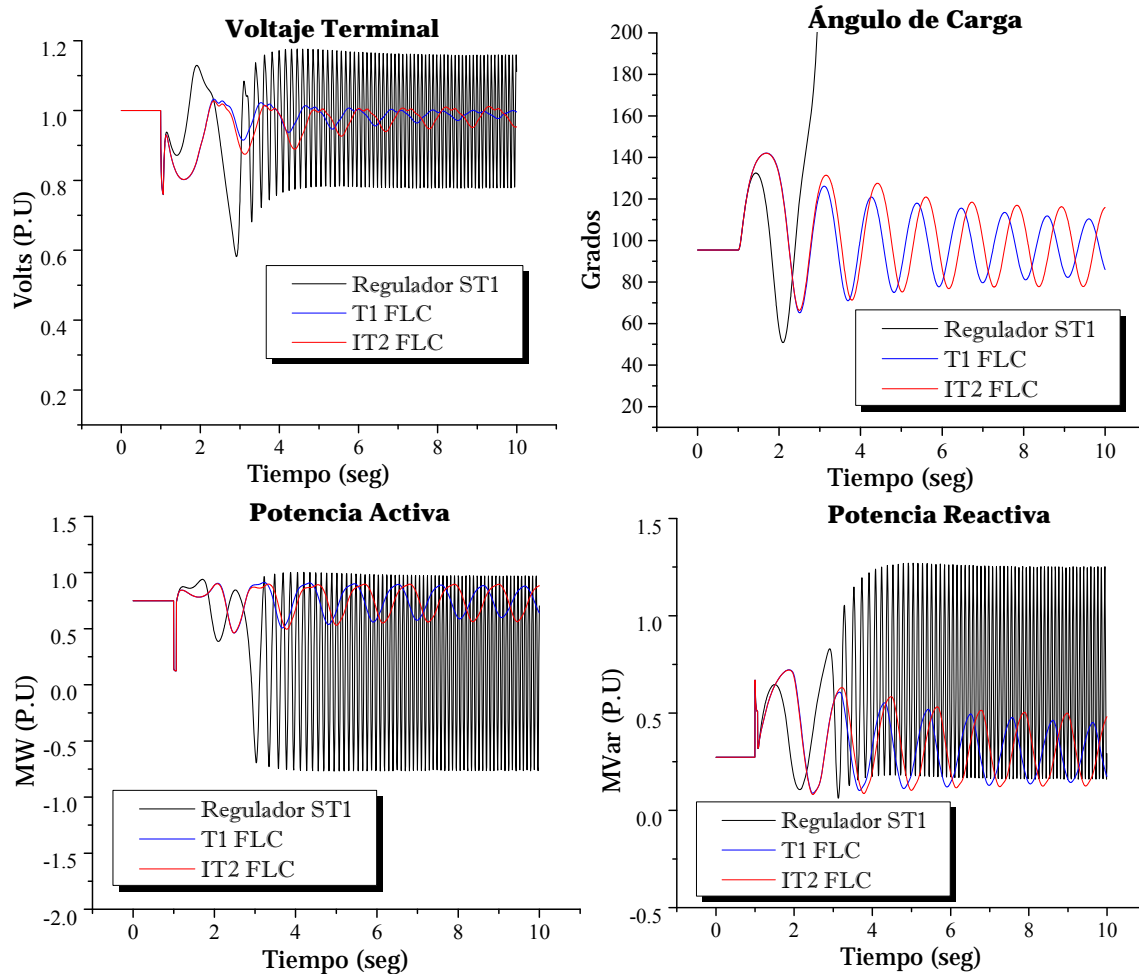 Voltaje Terminal
1.2
1.0
0.8
0.6
0.4
0.2
Volts (P.U)
Regulador ST1
T1 FLC
IT2 FLC
0 2 4 6 8 10
Tiempo (seg)
Ángulo de Carga
200
180
160
140
120
100
80
60
40
20
Grados
Regulador ST1
T1 FLC
IT2 FLC
0 2 4 6 8 10
Tiempo (seg)
Potencia Activa
1.5
1.0
0.5
0.0
-0.5
-1.0
-1.5
-2.0
MW (P.U)
Regulador ST1
T1 FLC
IT2 FLC
0 2 4 6 8 10
Tiempo (seg)
Potencia Reactiva
1.5
1.0
0.5
0.0
-0.5
MVar (P.U)
Regulador ST1
T1 FLC
IT2 FLC
0 2 4 6 8 10
Tiempo (seg)